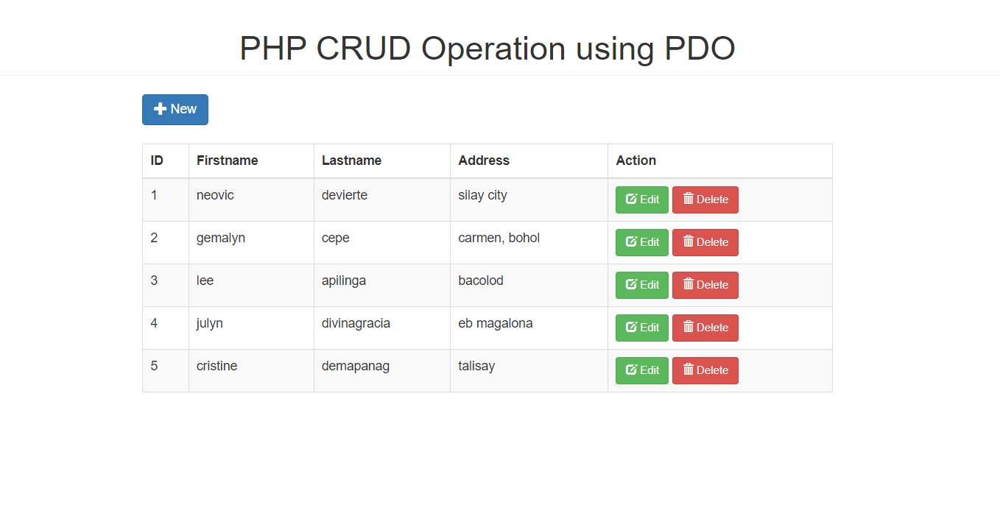 PHP CRUD Operation using PDO
New
ID Firstname Lastname Address Action
1 neovic devierte silay city Edit Delete
2 gemalyn cepe carmen, bohol Edit Delete
3 lee apilinga bacolod Edit Delete
4 julyn divinagracia eb magalona Edit Delete
5 cristine demapanag talisay Edit Delete